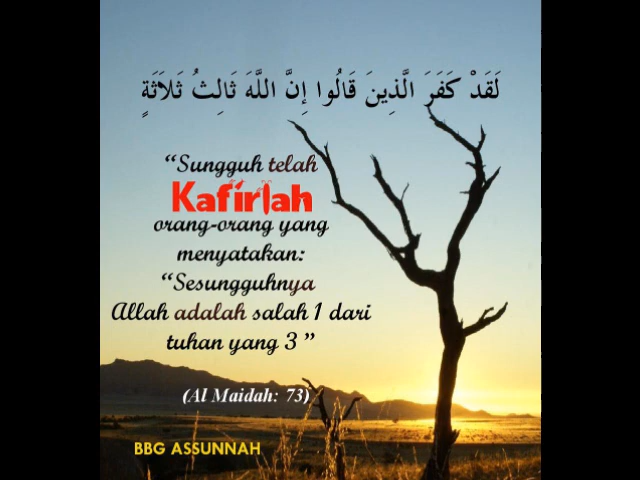 لَقَدْ كَفَرَ الَّذِينَ قَالُوا إِنَّ اللَّهَ ثَالِثُ ثَلاَثَةٍ
“Sungguh telah
Kafirlah
orang-orang yang
menyatakan:
“Sesungguhnya
Allah adalah salah 1 dari
tuhan yang 3 ”
(Al Maidah: 73)
BBG ASSUNNAH